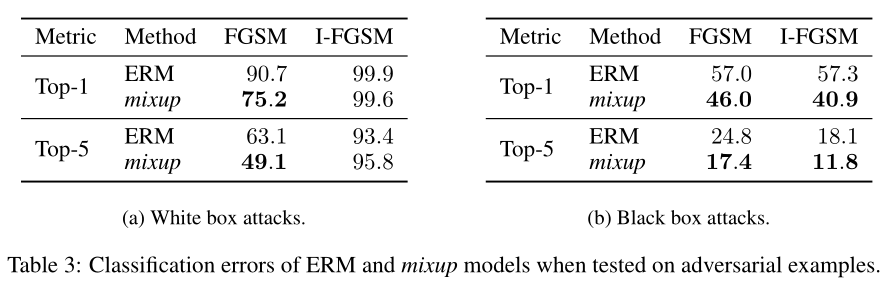 Metric Method FGSM I-FGSM
Top-1 ERM 90.7 99.9
mixup 75.2 99.6
Top-5 ERM 63.1 93.4
mixup 49.1 95.8
(a) White box attacks.
Metric Method FGSM I-FGSM
Top-1 ERM 57.0 57.3
mixup 46.0 40.9
Top-5 ERM 24.8 18.1
mixup 17.4 11.8
(b) Black box attacks.
Table 3: Classification errors of ERM and mixup models when tested on adversarial examples.